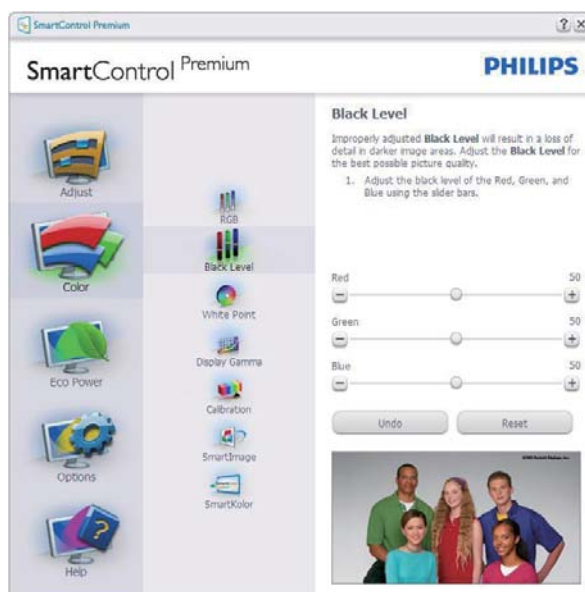 SmartControl Premium
SmartControl Premium
PHILIPS
Adjust
Color
Eco Power
Options
Help
RGB
Black Level
White Point
Display Gamma
Calibration
SmartImage
SmartKolor
Black Level
Improperly adjusted Black Level will result in a loss of
detail in darker image areas. Adjust the Black Level for
the best possible picture quality.
1. Adjust the black level of the Red, Green, and
Blue using the slider bars.
Red 50
Green 50
Blue 50
Undo Reset